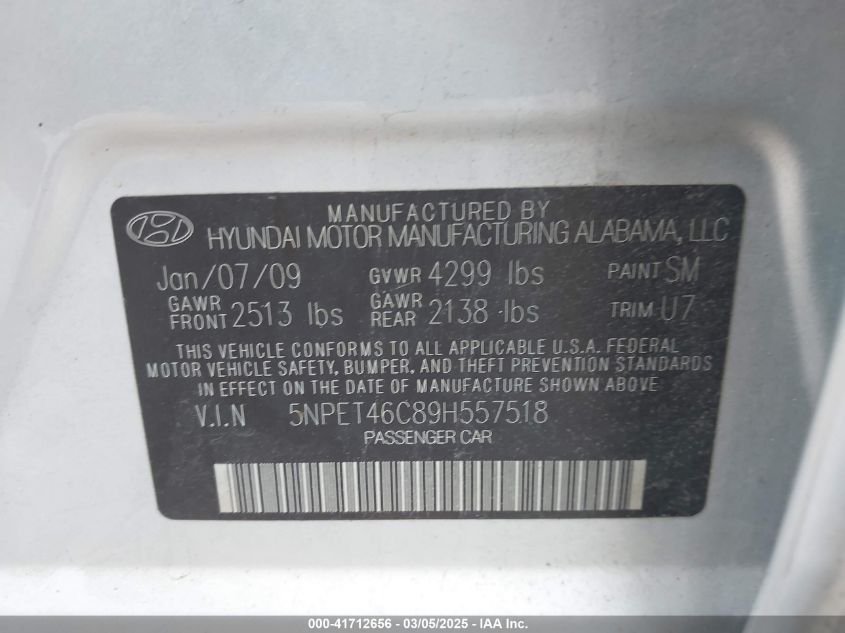 MANUFACTURED BY
HYUNDAI MOTOR MANUFACTURING ALABAMA, LLC
Jan/07/09 GVWR 4299 lbs PAINT SM
GAWR FRONT 2513 lbs GAWR REAR 2138 lbs TRIM U7
THIS VEHICLE CONFORMS TO ALL APPLICABLE U.S.A. FEDERAL
MOTOR VEHICLE SAFETY, BUMPER, AND THEFT PREVENTION STANDARDS
IN EFFECT ON THE DATE OF MANUFACTURE SHOWN ABOVE
V.I.N 5NPET46C89H557518
PASSENGER CAR
000-41712656 - 03/05/2025 - IAA Inc.